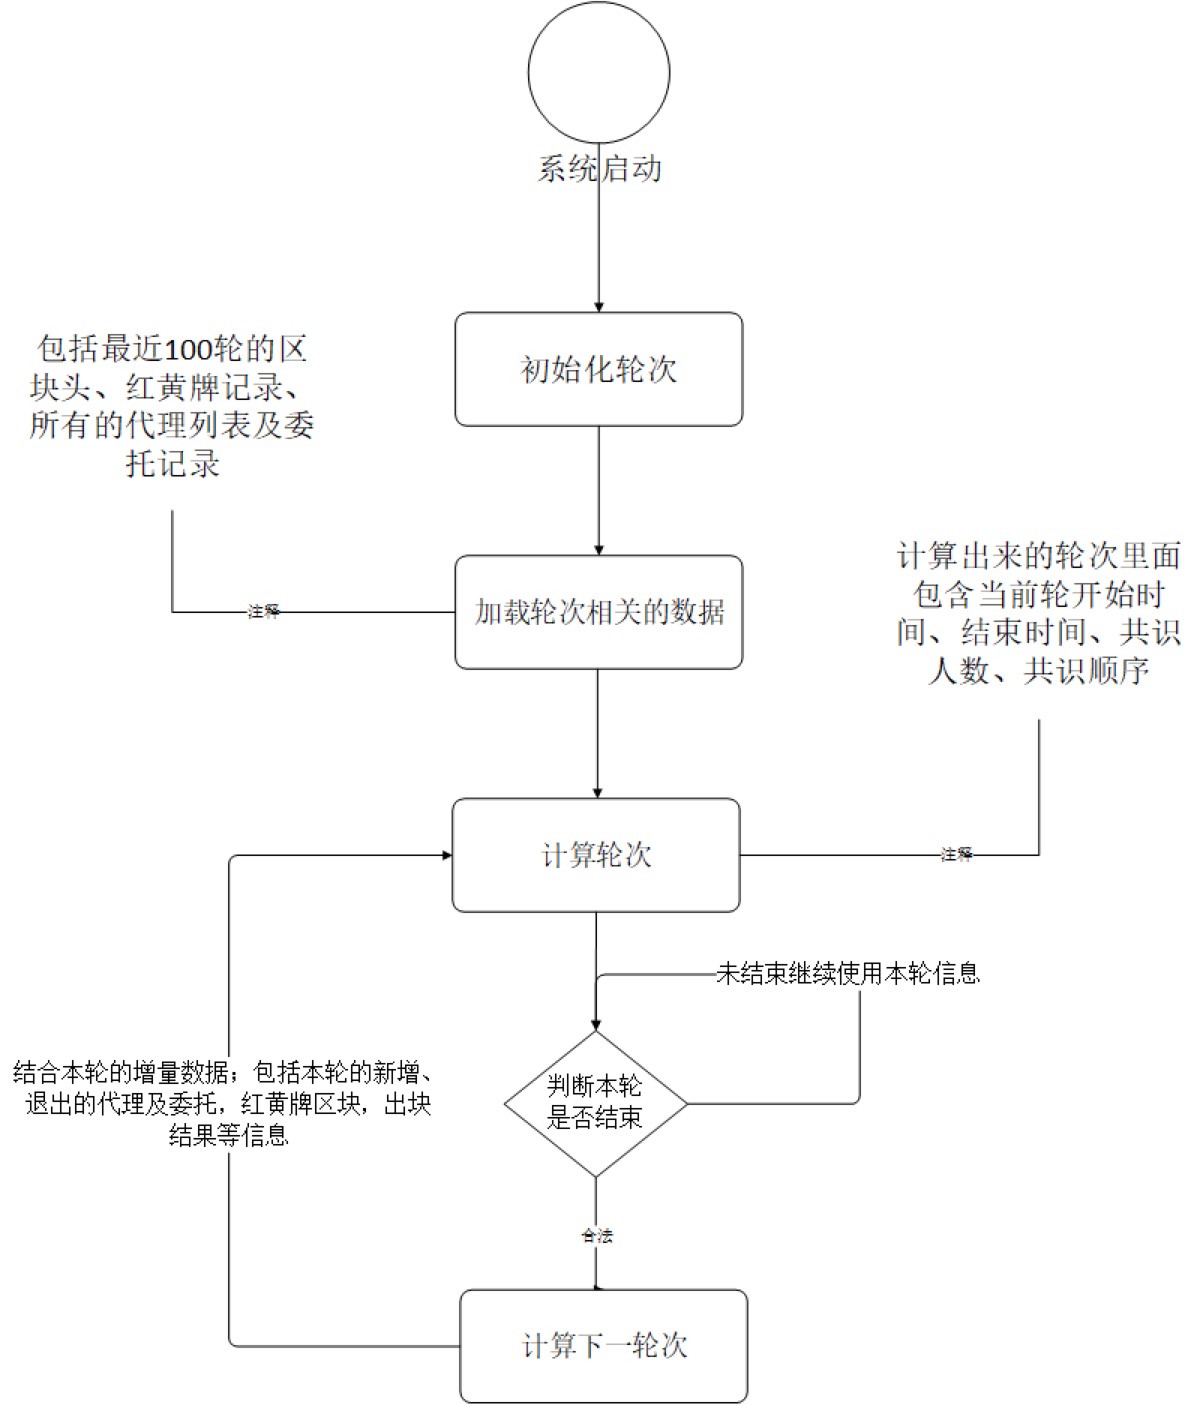 系统启动
初始化轮次
包括最近100轮的区
块头、红黄牌记录、
所有的代理列表及委
托记录
注释
加载轮次相关的数据
计算出来的轮次里面
包含当前轮开始时
间、结束时间、共识
人数、共识顺序
计算轮次
注释
未结束继续使用本轮信息
判断本轮
是否结束
结合本轮的增量数据；包括本轮的新增、
退出的代理及委托，红黄牌区块，出块
结果等信息
合法
计算下一轮次